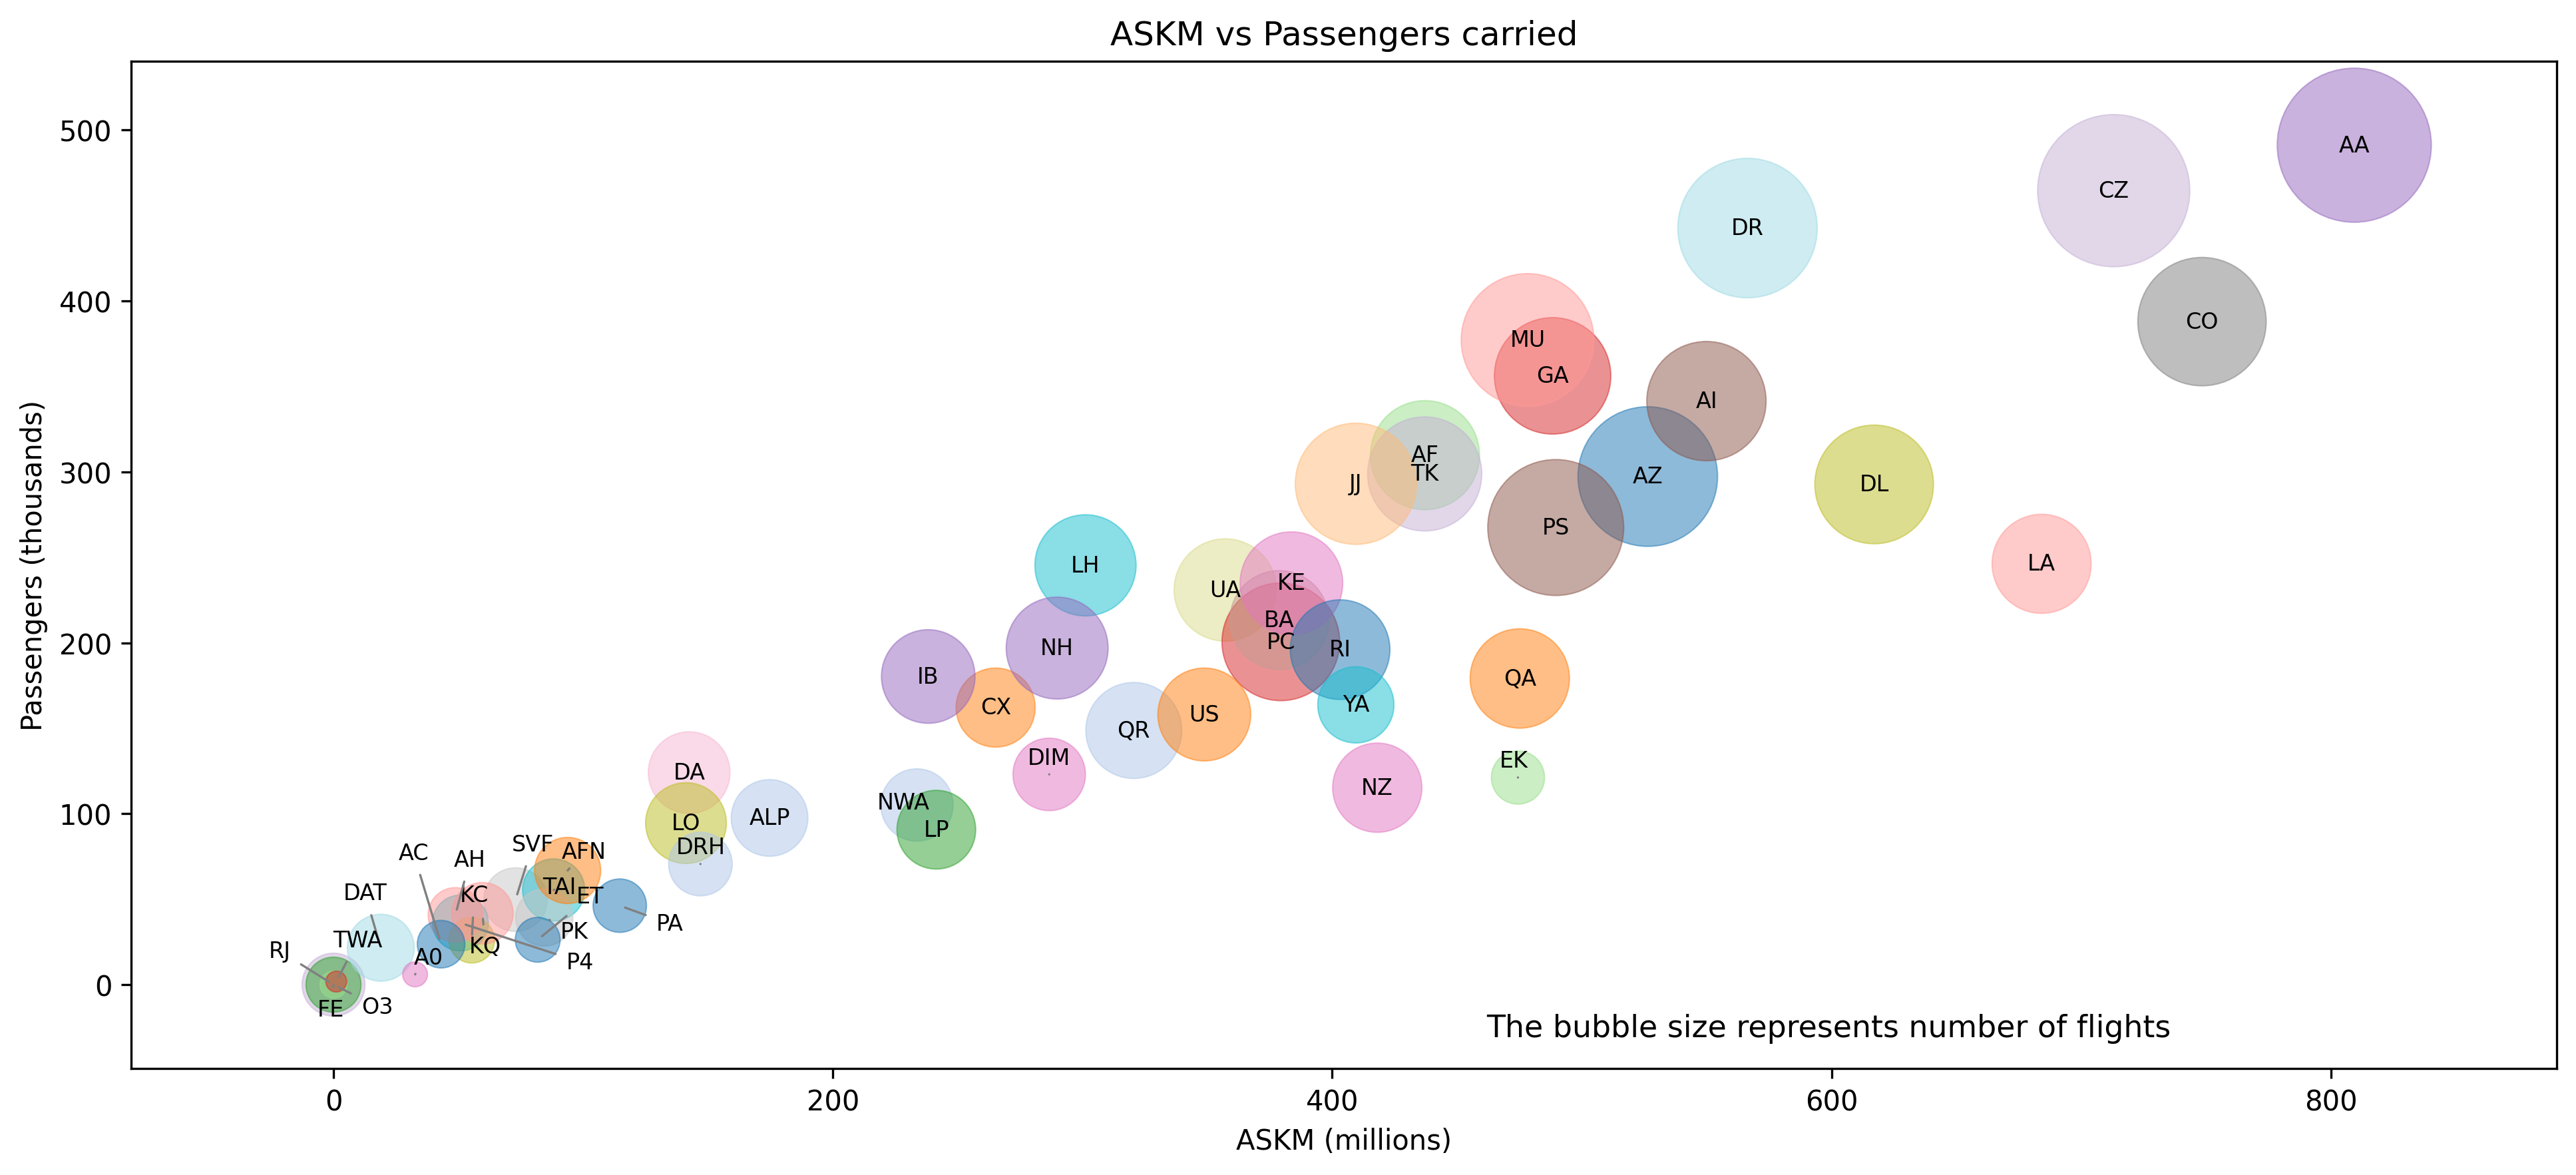 ASKM vs Passengers carried
Passengers (thousands)
500
400
300
200
100
0
AA
CZ
DR
CO
MU
GA
AI
AF
TK
JJ
AZ
DL
PS
LH
LA
UA
KE
BA
PC
RI
NH
IB
QA
CX
US
YA
QR
DIM
EK
NZ
DA
NWA
ALP
LO
LP
DRH
SVF
AFN
AC
AH
TAI
ET
DAT
KC
PA
PK
TWA
KQ
RJ
A0
P4
FE
O3
The bubble size represents number of flights
0 200 400 600 800
ASKM (millions)